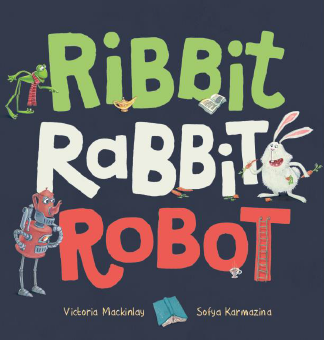 RiBBit
RaBBit
ROBOT
Victoria Mackinlay Sofya Karmazina